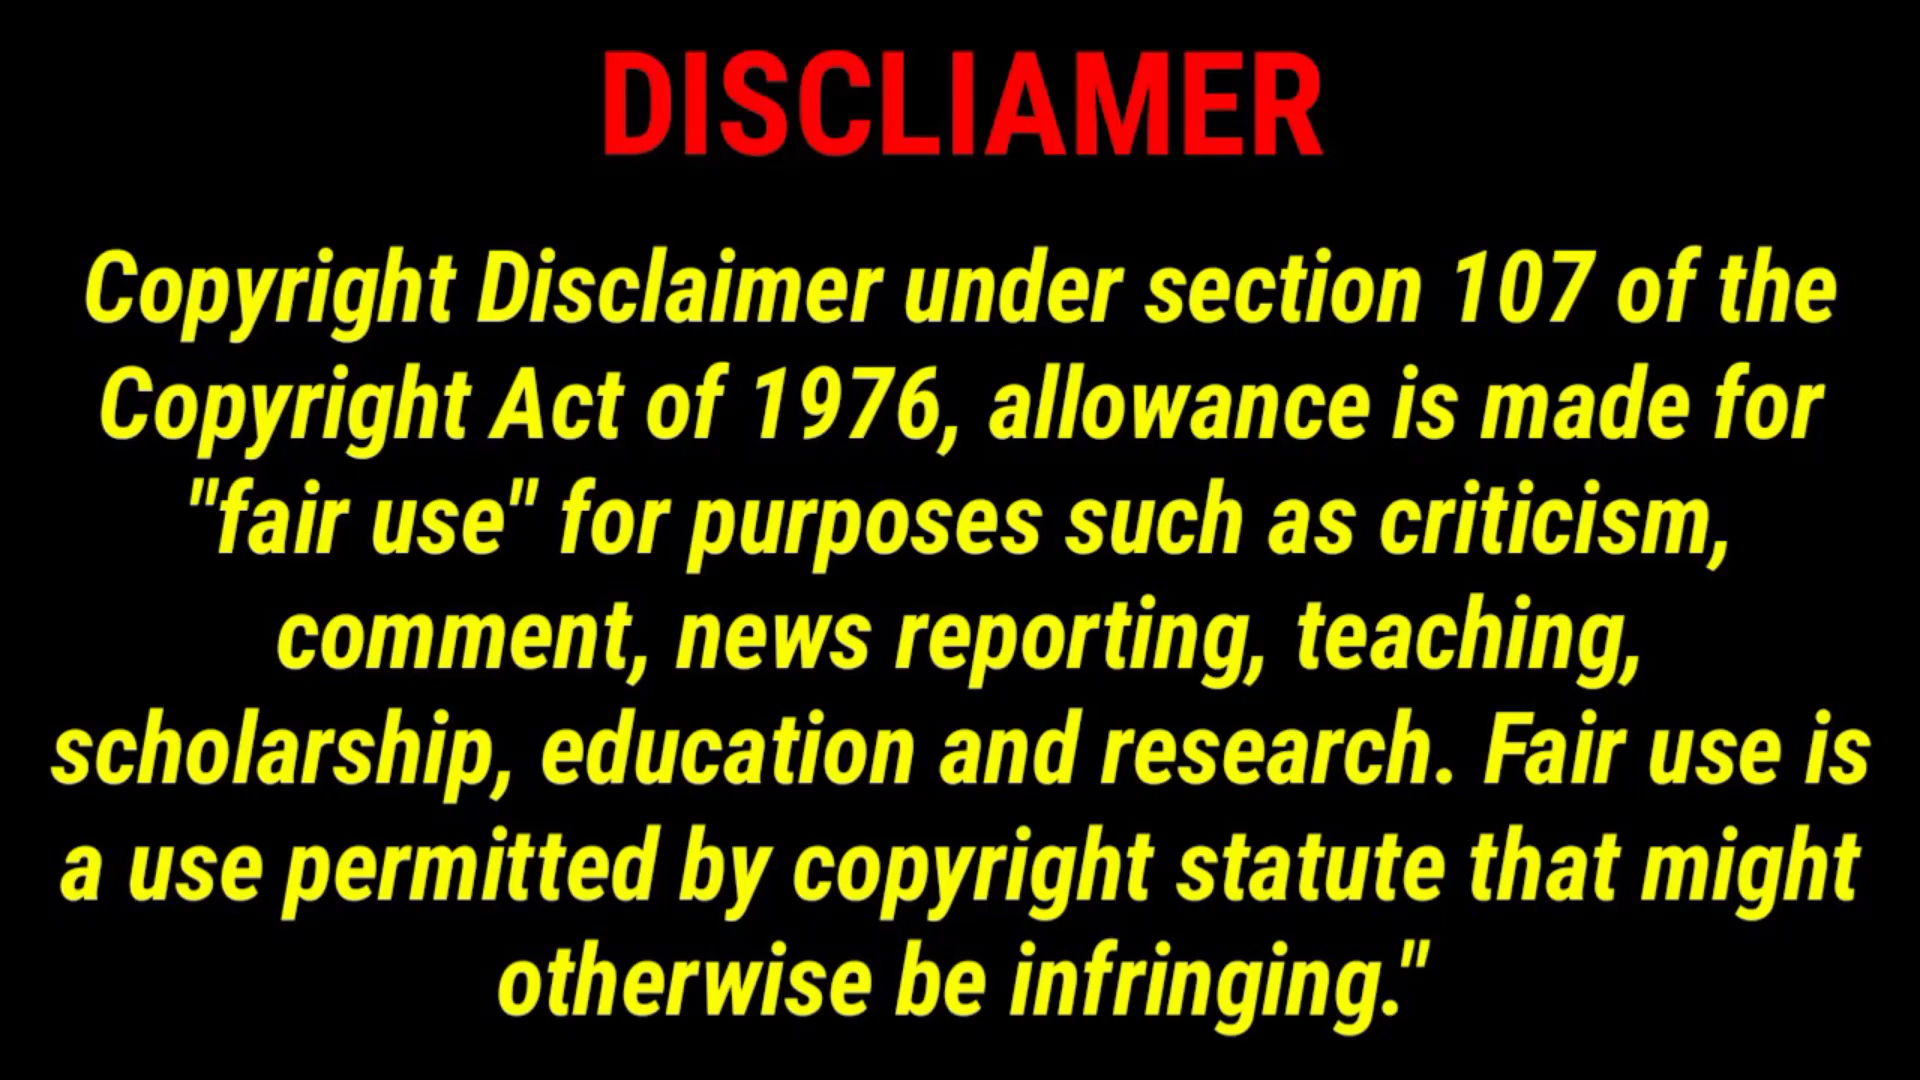 DISCLIAMER
Copyright Disclaimer under section 107 of the
Copyright Act of 1976, allowance is made for
"fair use" for purposes such as criticism,
comment, news reporting, teaching,
scholarship, education and research. Fair use is
a use permitted by copyright statute that might
otherwise be infringing."